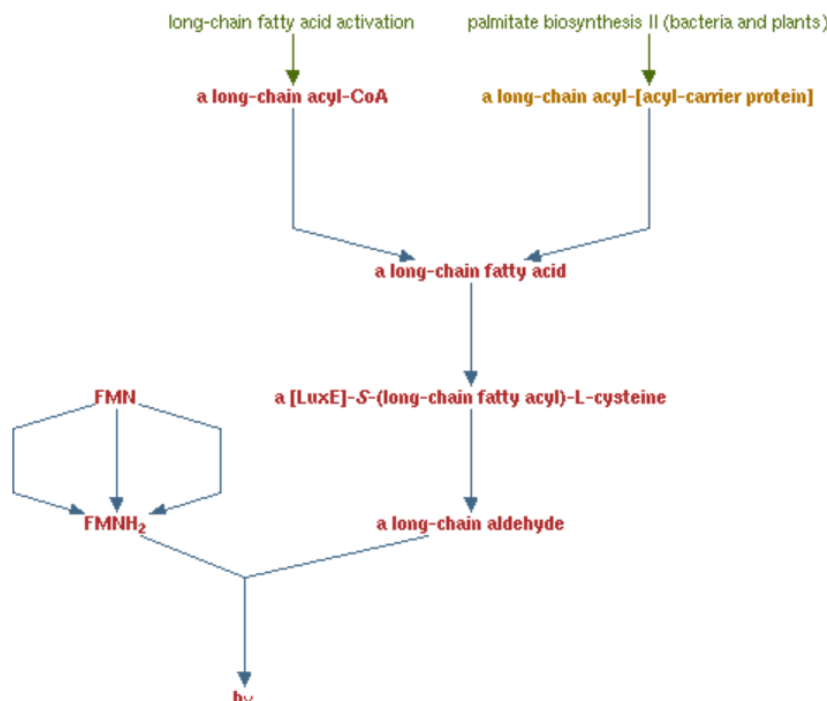 long-chain fatty acid activation
palmitate biosynthesis II (bacteria and plants)
a long-chain acyl-CoA
a long-chain acyl-[acyl-carrier protein]
a long-chain fatty acid
FMN
a [LuxE]-S-(long-chain fatty acyl)-L-cysteine
FMNH₂
a long-chain aldehyde